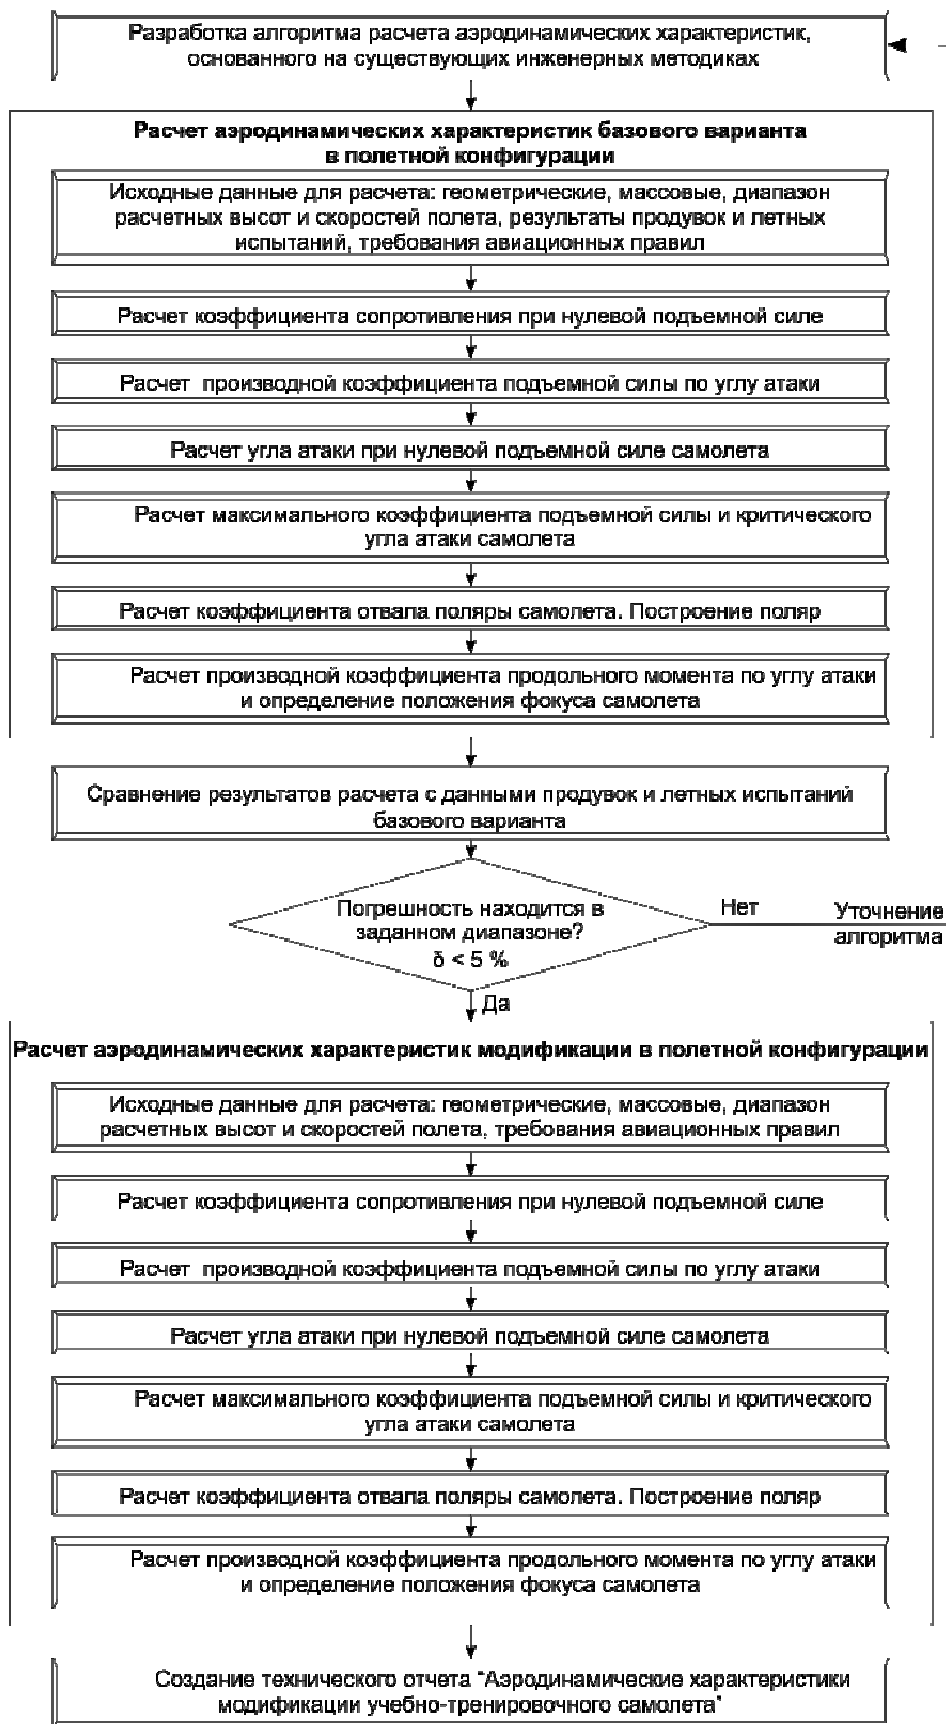 Разработка алгоритма расчета аэродинамических характеристик,
основанного на существующих инженерных методиках
Расчет аэродинамических характеристик базового варианта
в полетной конфигурации
Исходные данные для расчета: геометрические, массовые, диапазон
расчетных высот и скоростей полета, результаты продувок и летных
испытаний, требования авиационных правил
Расчет коэффициента сопротивления при нулевой подъемной силе
Расчет производной коэффициента подъемной силы по углу атаки
Расчет угла атаки при нулевой подъемной силе самолета
Расчет максимального коэффициента подъемной силы и критического
угла атаки самолета
Расчет коэффициента отвала поляры самолета. Построение поляр
Расчет производной коэффициента продольного момента по углу атаки
и определение положения фокуса самолета
Сравнение результатов расчета с данными продувок и летных испытаний
базового варианта
Погрешность находится в
заданном диапазоне?
δ < 5 %
Нет
Уточнение
алгоритма
Да
Расчет аэродинамических характеристик модификации в полетной конфигурации
Исходные данные для расчета: геометрические, массовые, диапазон
расчетных высот и скоростей полета, требования авиационных правил
Расчет коэффициента сопротивления при нулевой подъемной силе
Расчет производной коэффициента подъемной силы по углу атаки
Расчет угла атаки при нулевой подъемной силе самолета
Расчет максимального коэффициента подъемной силы и критического
угла атаки самолета
Расчет коэффициента отвала поляры самолета. Построение поляр
Расчет производной коэффициента продольного момента по углу атаки
и определение положения фокуса самолета
Создание технического отчета "Аэродинамические характеристики
модификации учебно-тренировочного самолета"